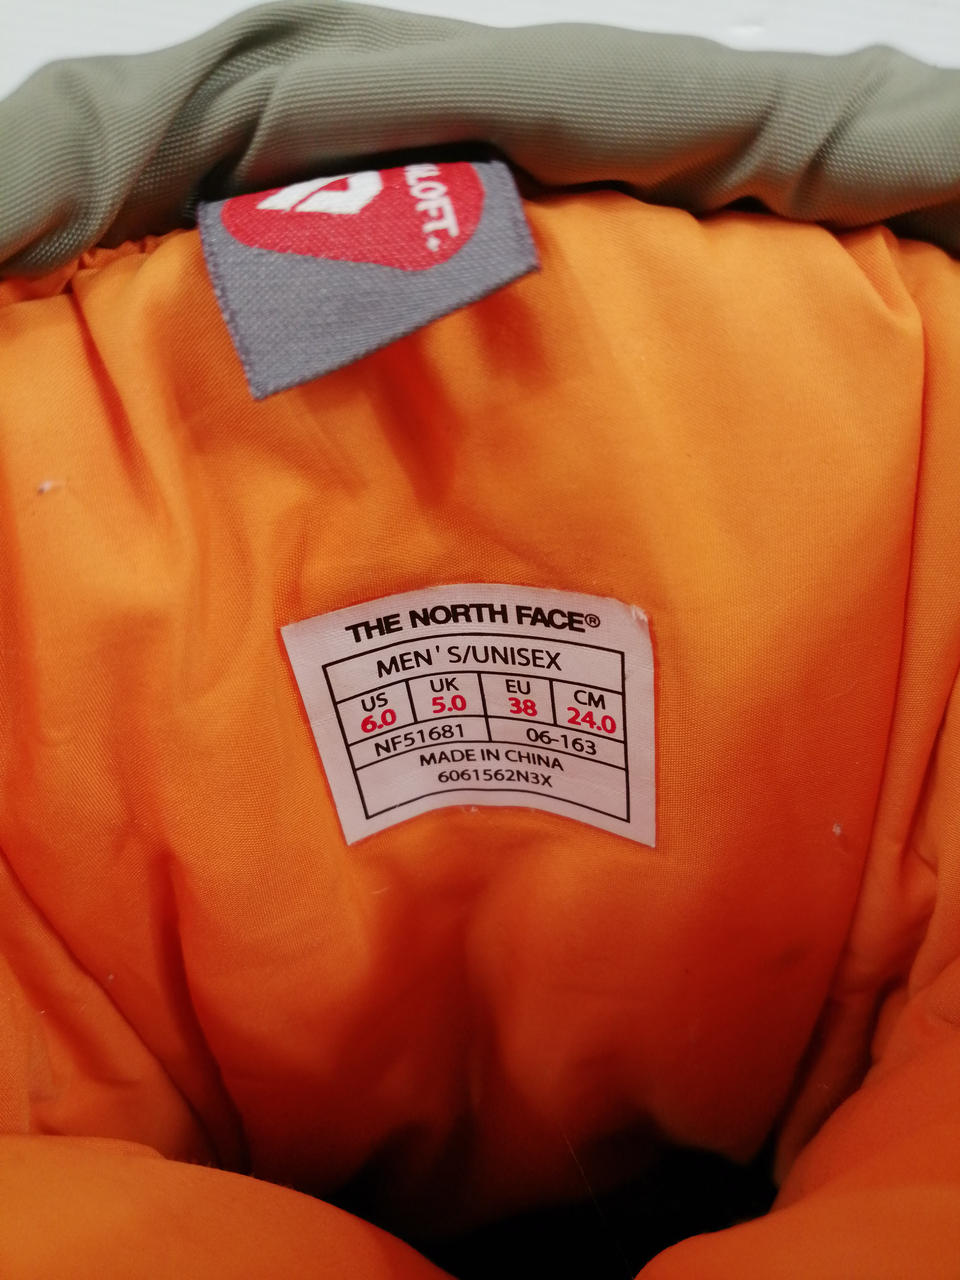 LOFT
THE NORTH FACE®
MEN'S/UNISEX
US UK EU CM
6.0 5.0 38 24.0
NF51681 06-163
MADE IN CHINA
6061562N3X